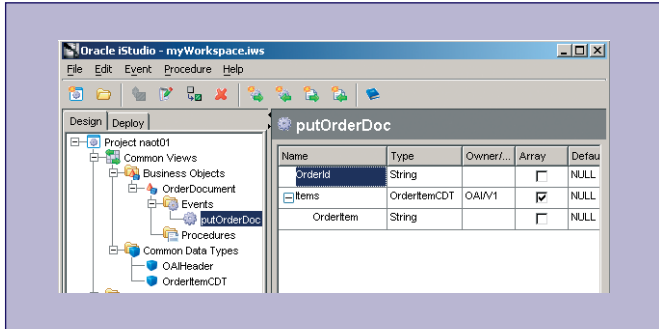 Oracle iStudio - myWorkspace.iws
File Edit Event Procedure Help
Design Deploy
putOrderDoc
Project naot01
Common Views
Business Objects
OrderDocument
Events
putOrderDoc
Procedures
Common Data Types
OAIHeader
OrderItemCDT
Name Type Owner/... Array Defau
OrderId String NULL
Items OrderItemCDT OAI/V1 NULL
OrderItem String NULL